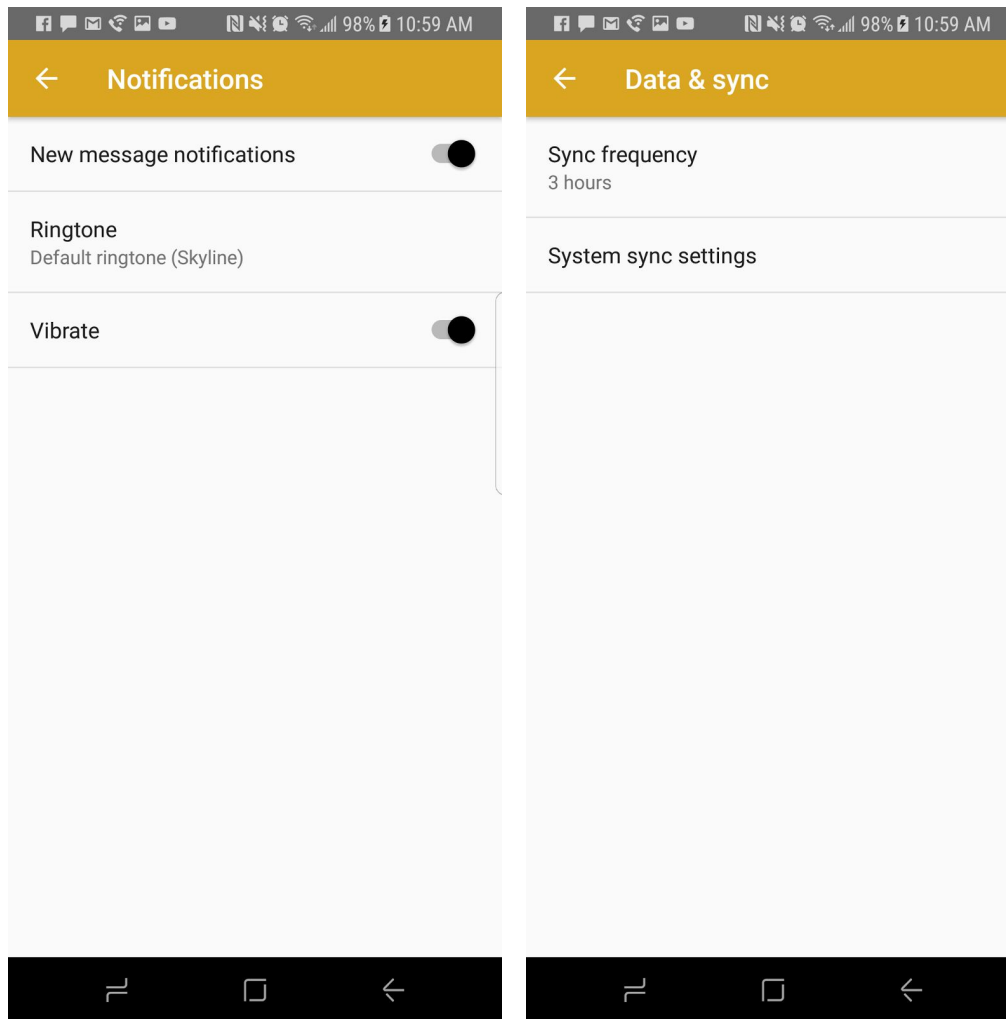 98% 10:59 AM
Notifications
New message notifications
Ringtone
Default ringtone (Skyline)
Vibrate
98% 10:59 AM
Data & sync
Sync frequency
3 hours
System sync settings